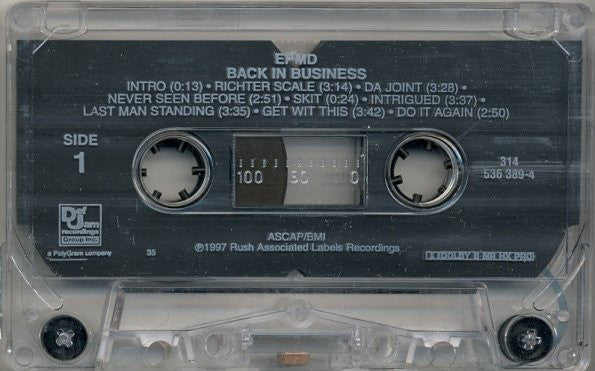 EPMD
BACK IN BUSINESS
INTRO (0:13) • RICHTER SCALE (3:14) • DA JOINT (3:28) •
NEVER SEEN BEFORE (2:51) • SKIT (0:24) • INTRIGUED (3:37) •
LAST MAN STANDING (3:35) • GET WIT THIS (3:42) • DO IT AGAIN (2:50)
SIDE
1
100 50 0
314
536 389-4
Def Jam
recordings
Group Inc.
a PolyGram company
35
ASCAP/BMI
℗1997 Rush Associated Labels Recordings
DOLBY B NR HX PRO